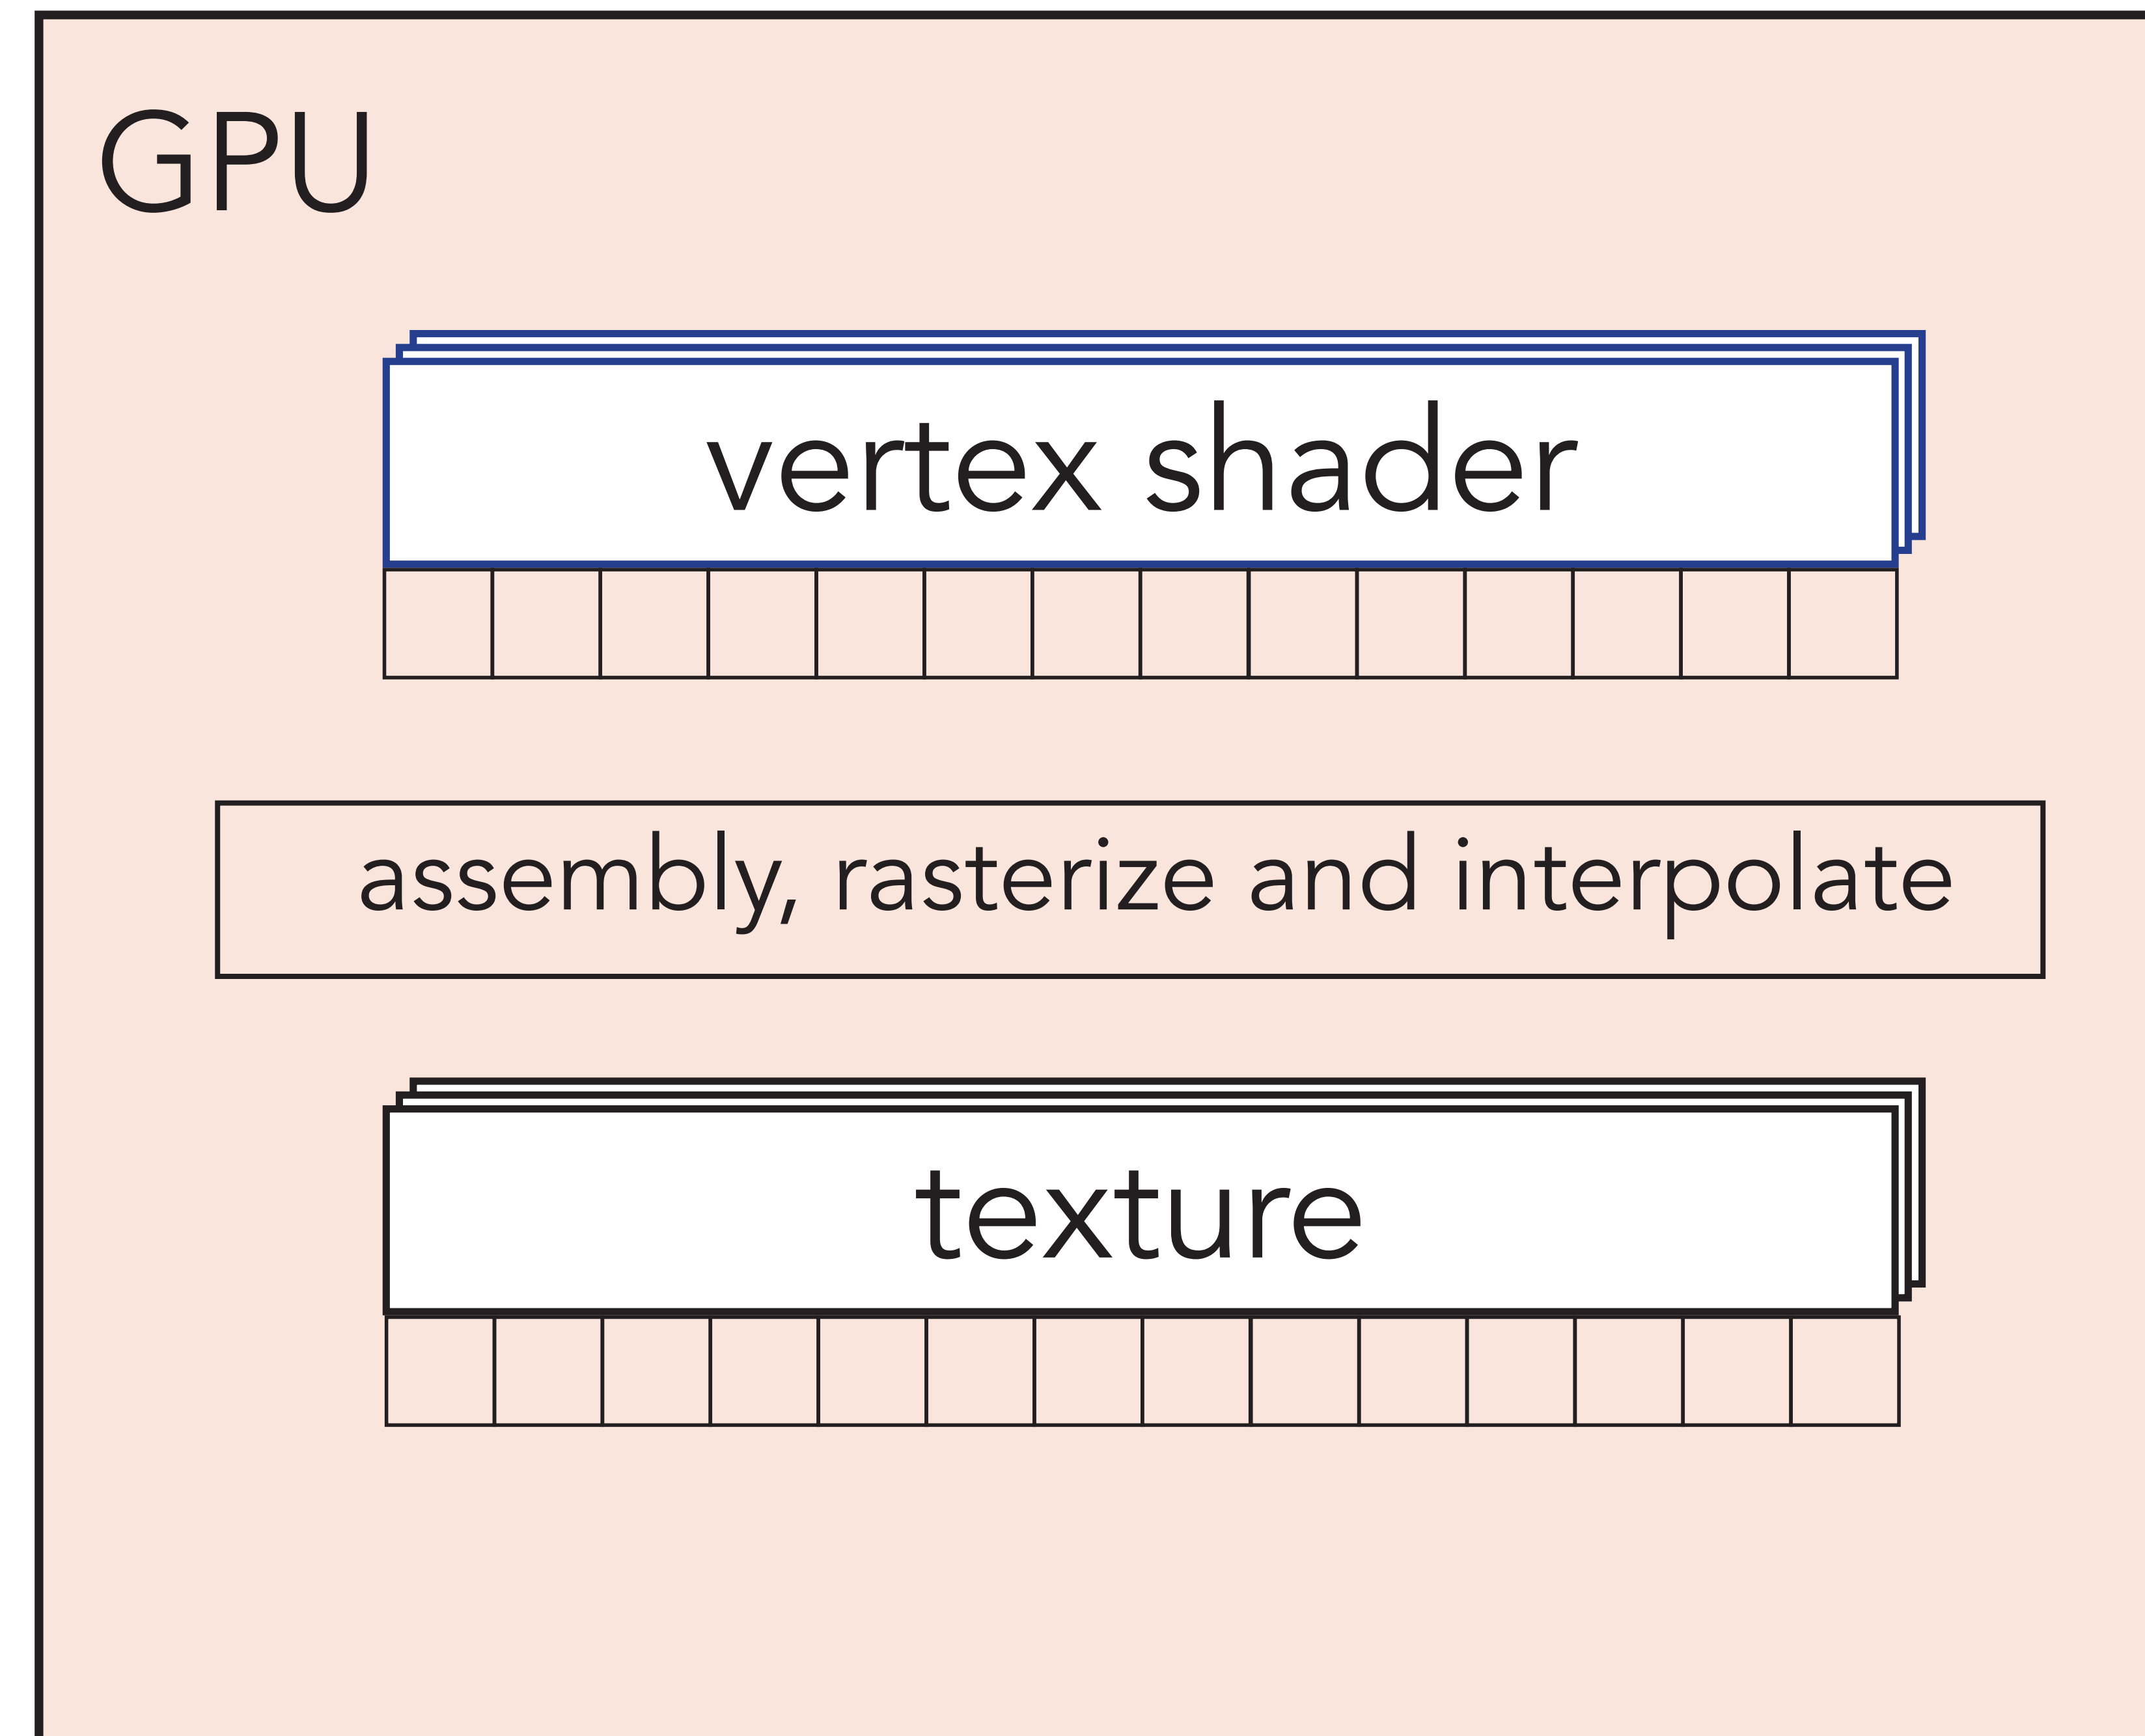 GPU
vertex shader
assembly, rasterize and interpolate
texture